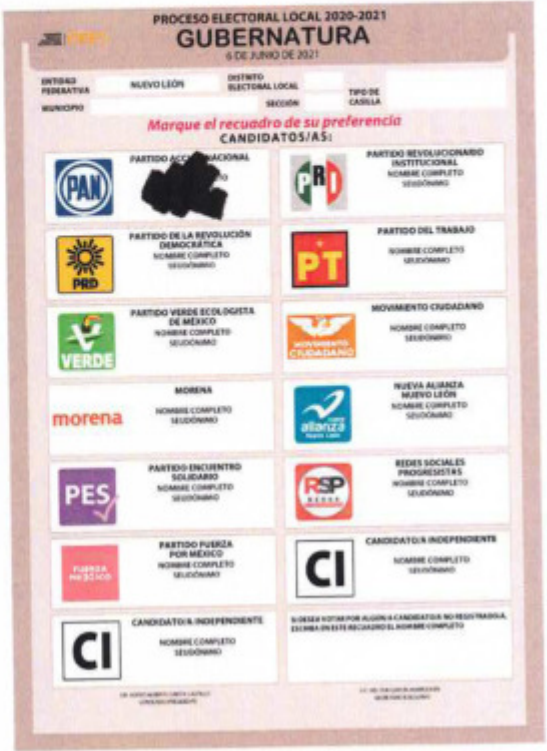 PROCESO ELECTORAL LOCAL 2020-2021
GUBERNATURA
6 DE JUNIO DE 2021
ENTIDAD FEDERATIVA
NUEVO LEÓN
DISTRITO ELECTORAL LOCAL
MUNICIPIO
SECCIÓN
TIPO DE CASILLA
Marque el recuadro de su preferencia
CANDIDATOS/AS:
PAN
PARTIDO NACIONAL
PRI
PARTIDO REVOLUCIONARIO
INSTITUCIONAL
NOMBRE COMPLETO
SEUDÓNIMO
PRD
PARTIDO DE LA REVOLUCIÓN
DEMOCRÁTICA
NOMBRE COMPLETO
SEUDÓNIMO
PT
PARTIDO DEL TRABAJO
NOMBRE COMPLETO
SEUDÓNIMO
VERDE
PARTIDO VERDE ECOLOGISTA
DE MÉXICO
NOMBRE COMPLETO
SEUDÓNIMO
MOVIMIENTO
CIUDADANO
MOVIMIENTO CIUDADANO
NOMBRE COMPLETO
SEUDÓNIMO
morena
MORENA
NOMBRE COMPLETO
SEUDÓNIMO
nueva
alianza
Nuevo León
NUEVA ALIANZA
NUEVO LEÓN
NOMBRE COMPLETO
SEUDÓNIMO
PES
PARTIDO ENCUENTRO
SOLIDARIO
NOMBRE COMPLETO
SEUDÓNIMO
RSP
REDES SOCIALES
PROGRESISTAS
NOMBRE COMPLETO
SEUDÓNIMO
FUERZA
MÉXICO
PARTIDO FUERZA
POR MÉXICO
NOMBRE COMPLETO
SEUDÓNIMO
CI
CANDIDATO/A INDEPENDIENTE
NOMBRE COMPLETO
SEUDÓNIMO
CI
CANDIDATO/A INDEPENDIENTE
NOMBRE COMPLETO
SEUDÓNIMO
SI DESEA VOTAR POR ALGÚN/A CANDIDATO/A NO REGISTRADO/A,
ESCRIBA EN ESTE RECUADRO EL NOMBRE COMPLETO